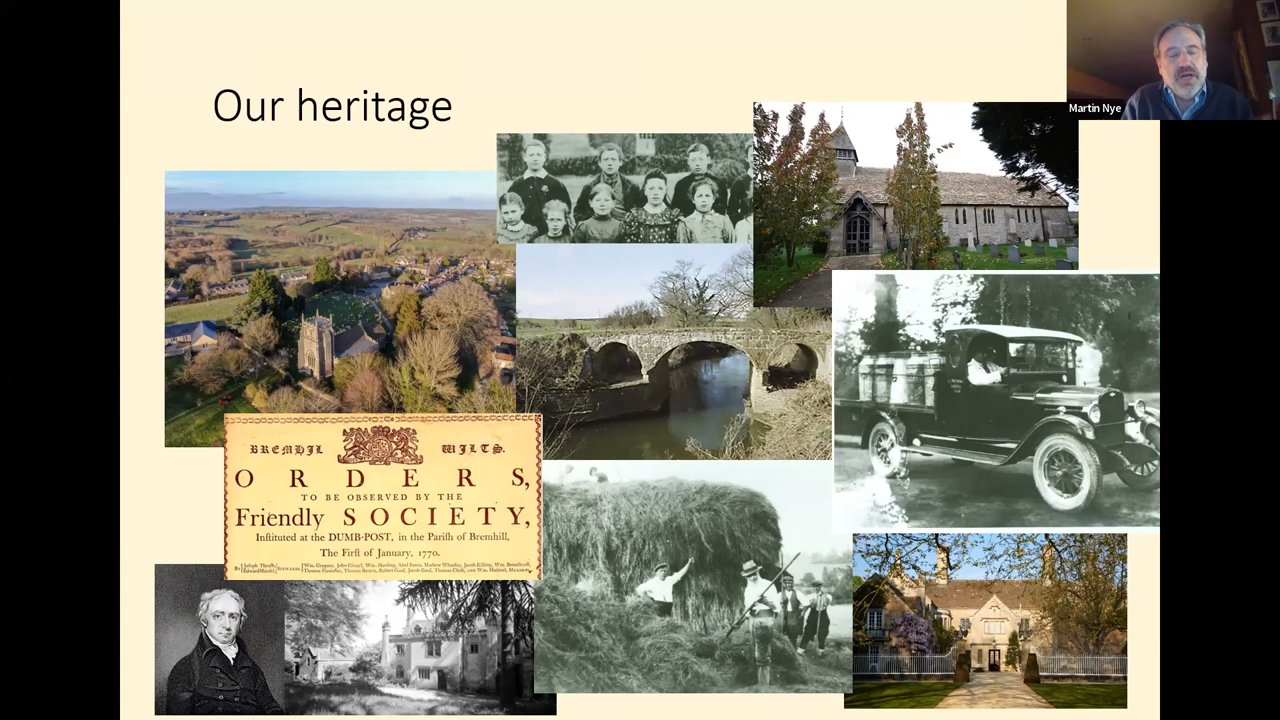 Our heritage
Martin Nye
BREMHIL WILTS.
ORDERS,
TO BE OBSERVED BY THE
Friendly SOCIETY,
Inſtituted at the DUMB-POST, in the Pariſh of Bremhill,
The Firſt of January, 1770.